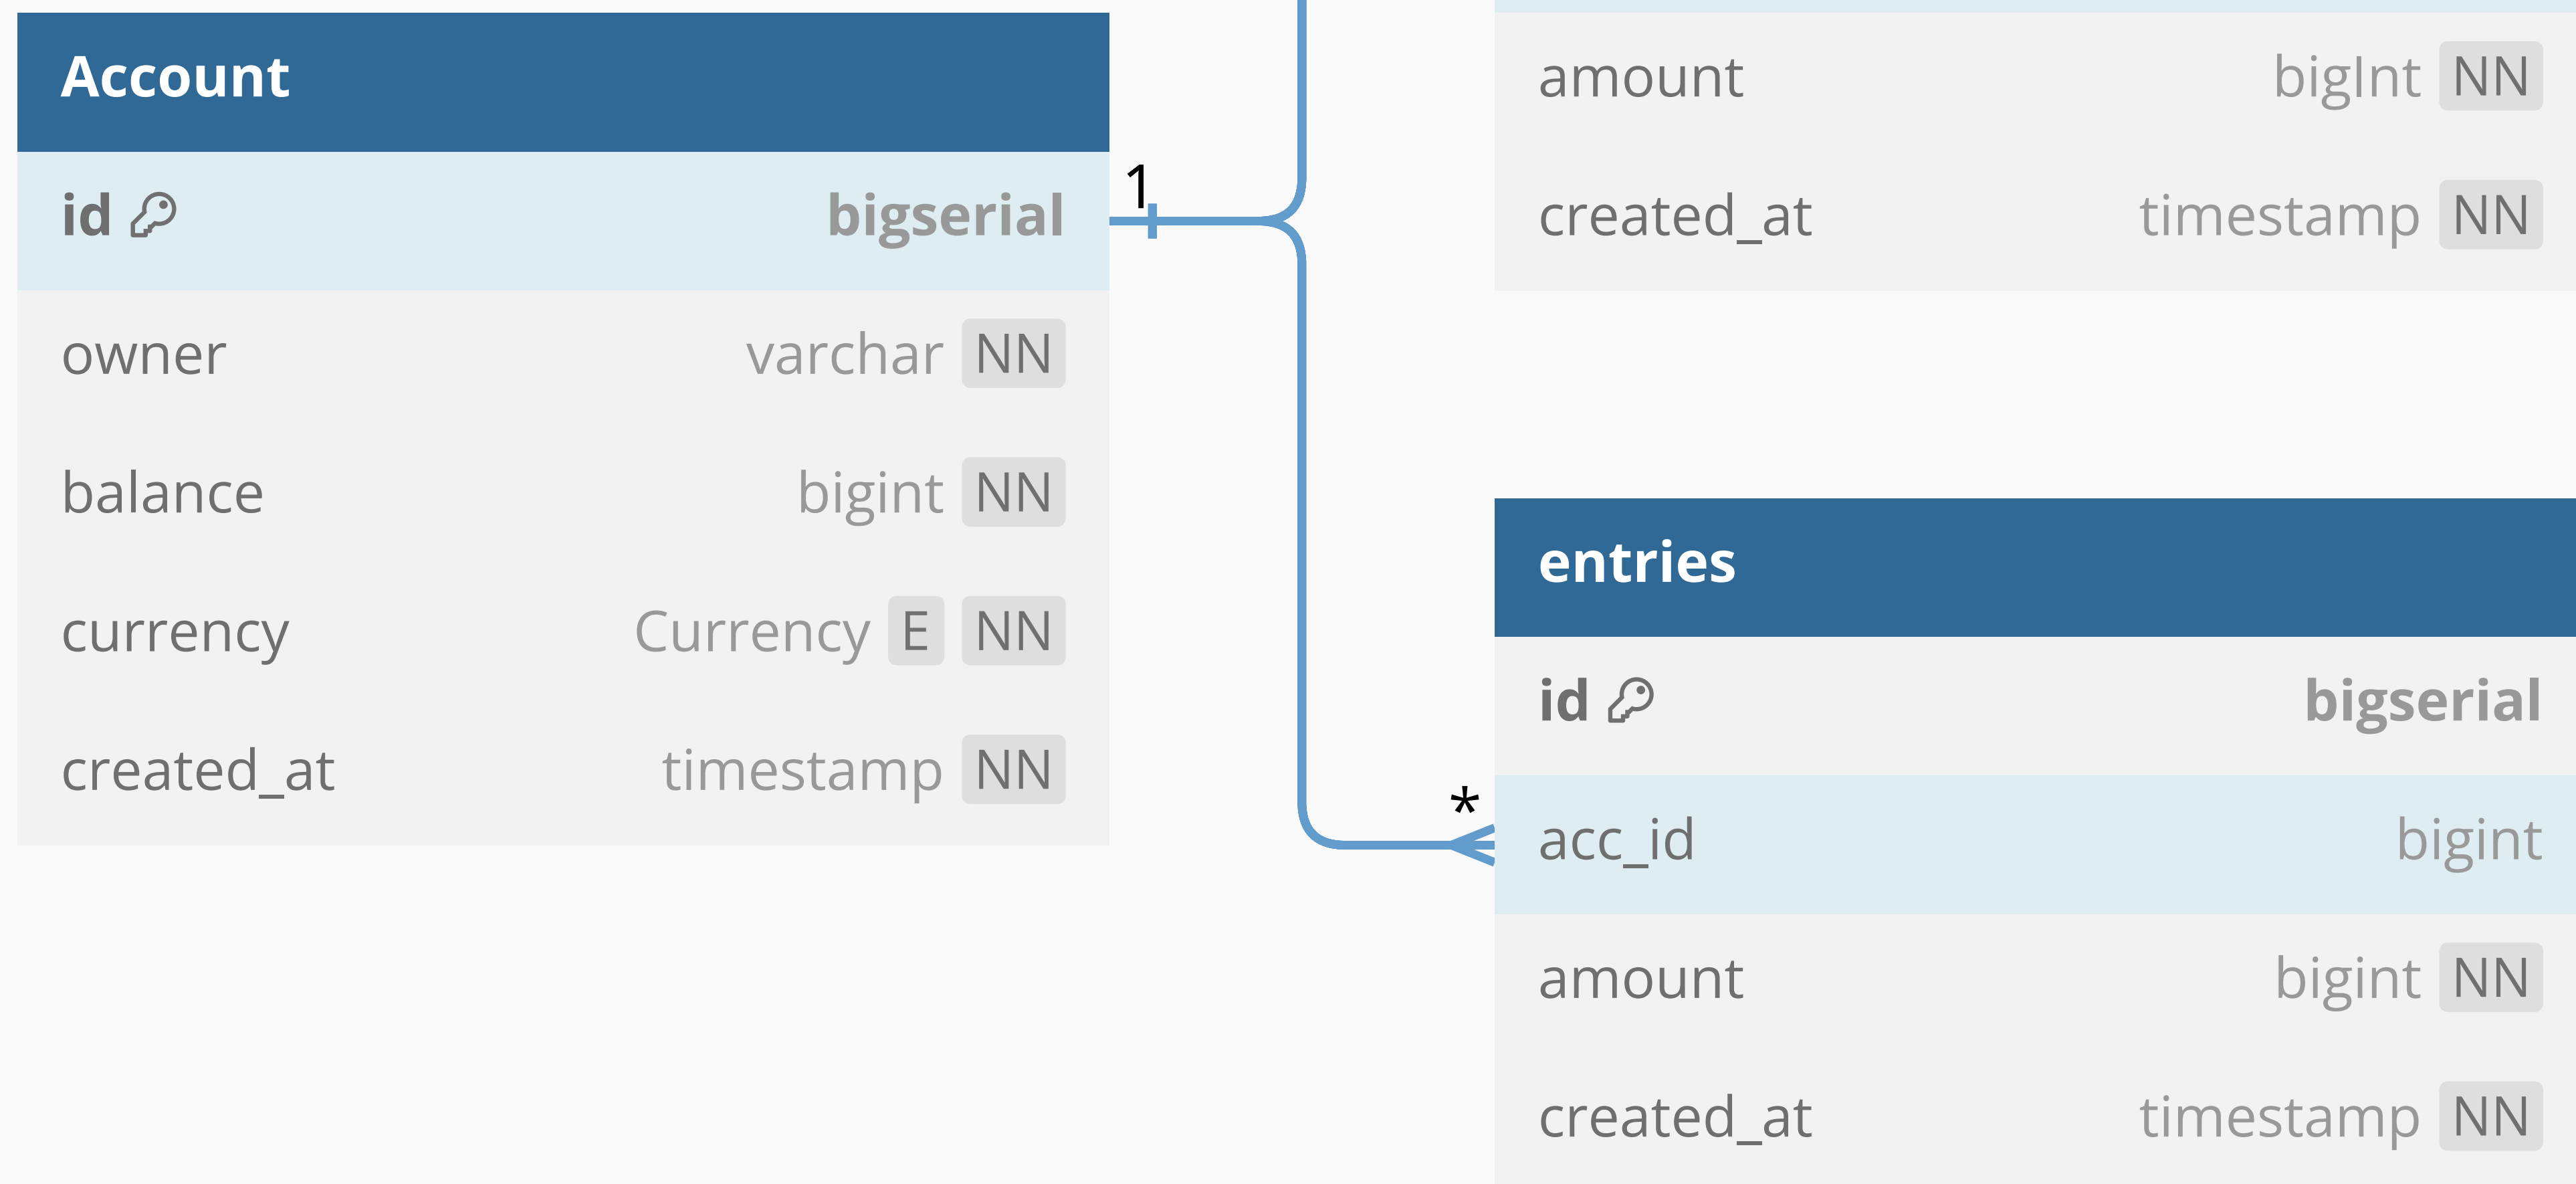 Account
id bigserial
owner varchar NN
balance bigint NN
currency Currency E NN
created_at timestamp NN
1
amount bigInt NN
created_at timestamp NN
entries
id bigserial
*
acc_id bigint
amount bigint NN
created_at timestamp NN